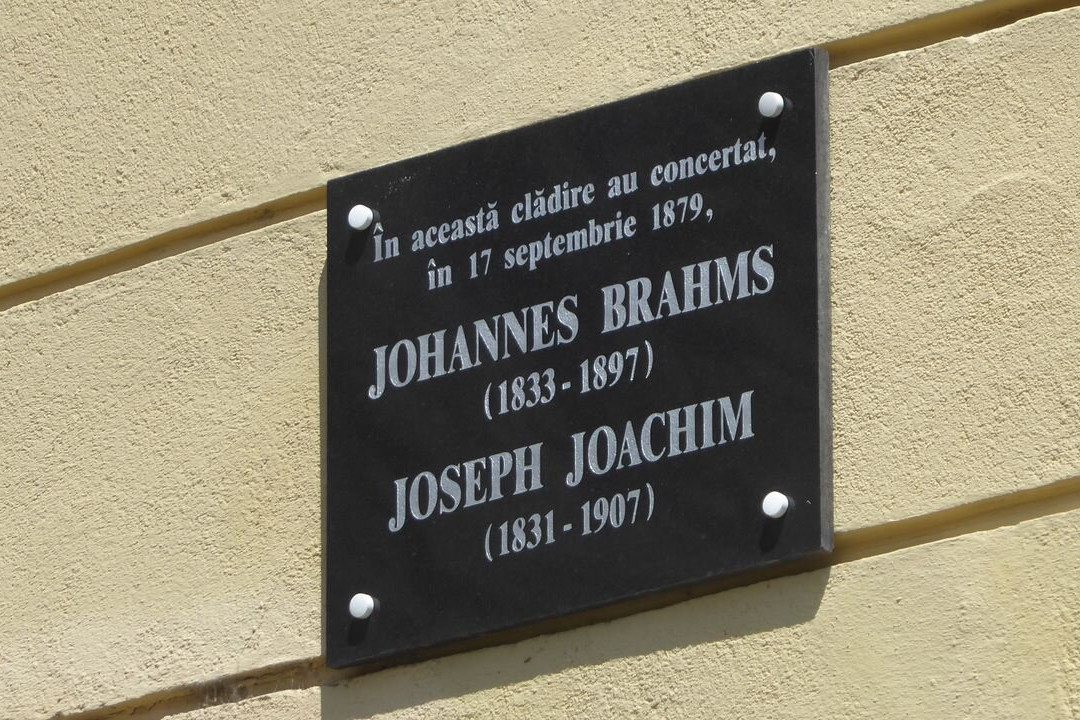 În această clădire au concertat,
în 17 septembrie 1879,
JOHANNES BRAHMS
(1833 - 1897)
JOSEPH JOACHIM
(1831 - 1907)